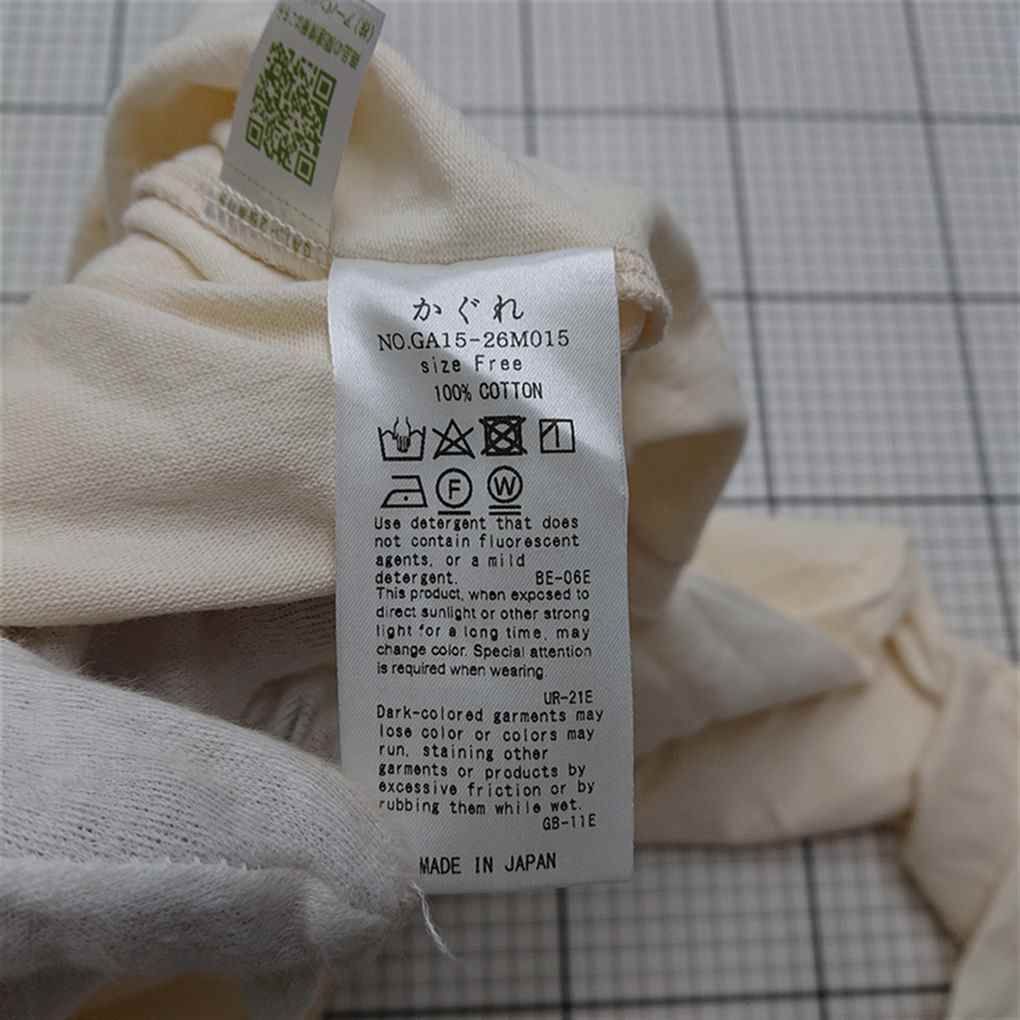 かぐれ
NO.GA15-26M015
size Free
100% COTTON
F W
Use detergent that does
not contain fluorescent
agents, or a mild
detergent. BE-06E
This product, when exposed to
direct sunlight or other strong
light for a long time, may
change color. Special attention
is required when wearing.
UR-21E
Dark-colored garments may
lose color or colors may
run, staining other
garments or products by
excessive friction or by
rubbing them while wet.
GB-11E
MADE IN JAPAN